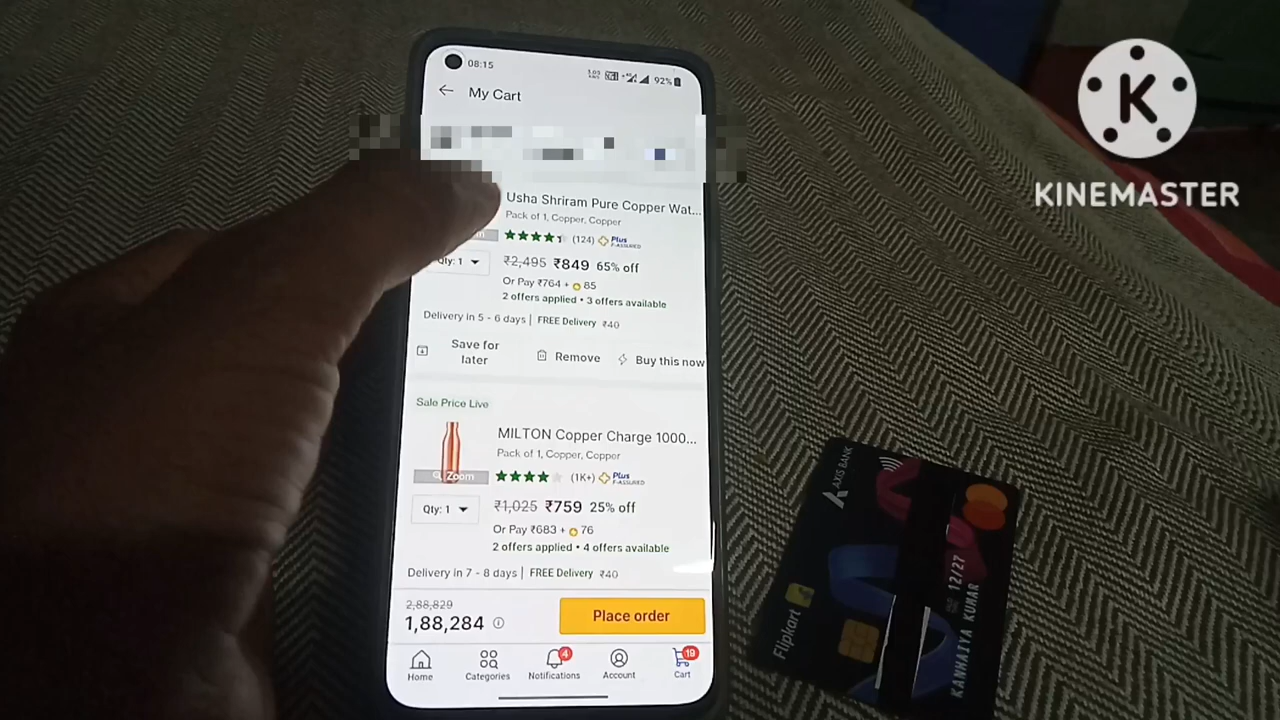 08:15
92%
My Cart
Usha Shriram Pure Copper Wat...
Pack of 1, Copper, Copper
(124) Plus
F-ASSURED
Qty: 1
₹2,495 ₹849 65% off
Or Pay ₹764 + 85
2 offers applied • 3 offers available
Delivery in 5 - 6 days | FREE Delivery ₹40
Save for
later
Remove
Buy this now
Sale Price Live
MILTON Copper Charge 1000...
Pack of 1, Copper, Copper
Zoom
(1K+) Plus
F-ASSURED
Qty: 1
₹1,025 ₹759 25% off
Or Pay ₹683 + 76
2 offers applied • 4 offers available
Delivery in 7 - 8 days | FREE Delivery ₹40
2,88,829
1,88,284
Place order
4
19
Home
Categories
Notifications
Account
Cart
K
KINEMASTER
AXIS BANK
Flipkart
12/27
KANHAIYA KUMAR